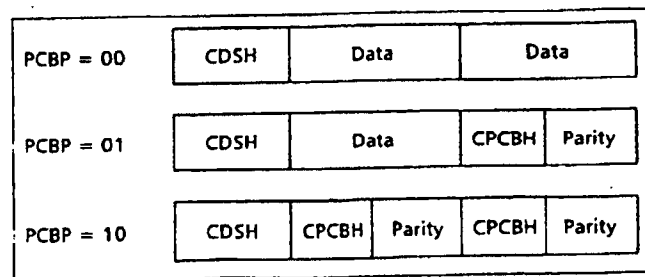 PCBP = 00 CDSH Data Data
PCBP = 01 CDSH Data CPCBH Parity
PCBP = 10 CDSH CPCBH Parity CPCBH Parity